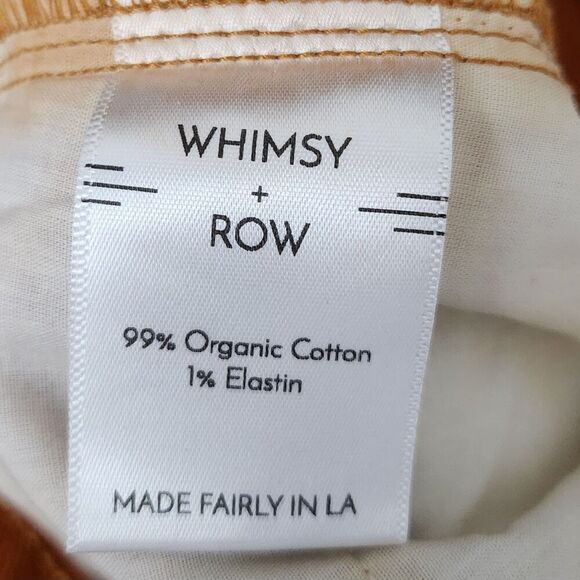 WHIMSY
+
ROW
99% Organic Cotton
1% Elastin
MADE FAIRLY IN LA